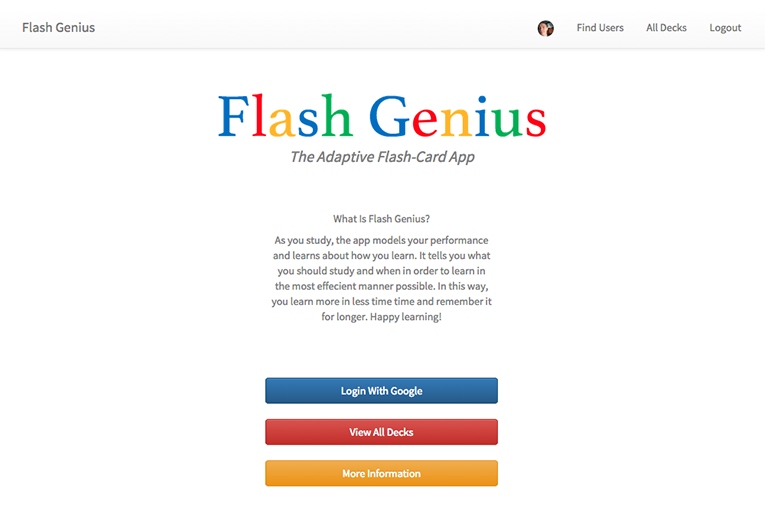 Flash Genius
Find Users
All Decks
Logout
Flash Genius
The Adaptive Flash-Card App
What Is Flash Genius?
As you study, the app models your performance
and learns about how you learn. It tells you what
you should study and when in order to learn in
the most effecient manner possible. In this way,
you learn more in less time time and remember it
for longer. Happy learning!
Login With Google
View All Decks
More Information